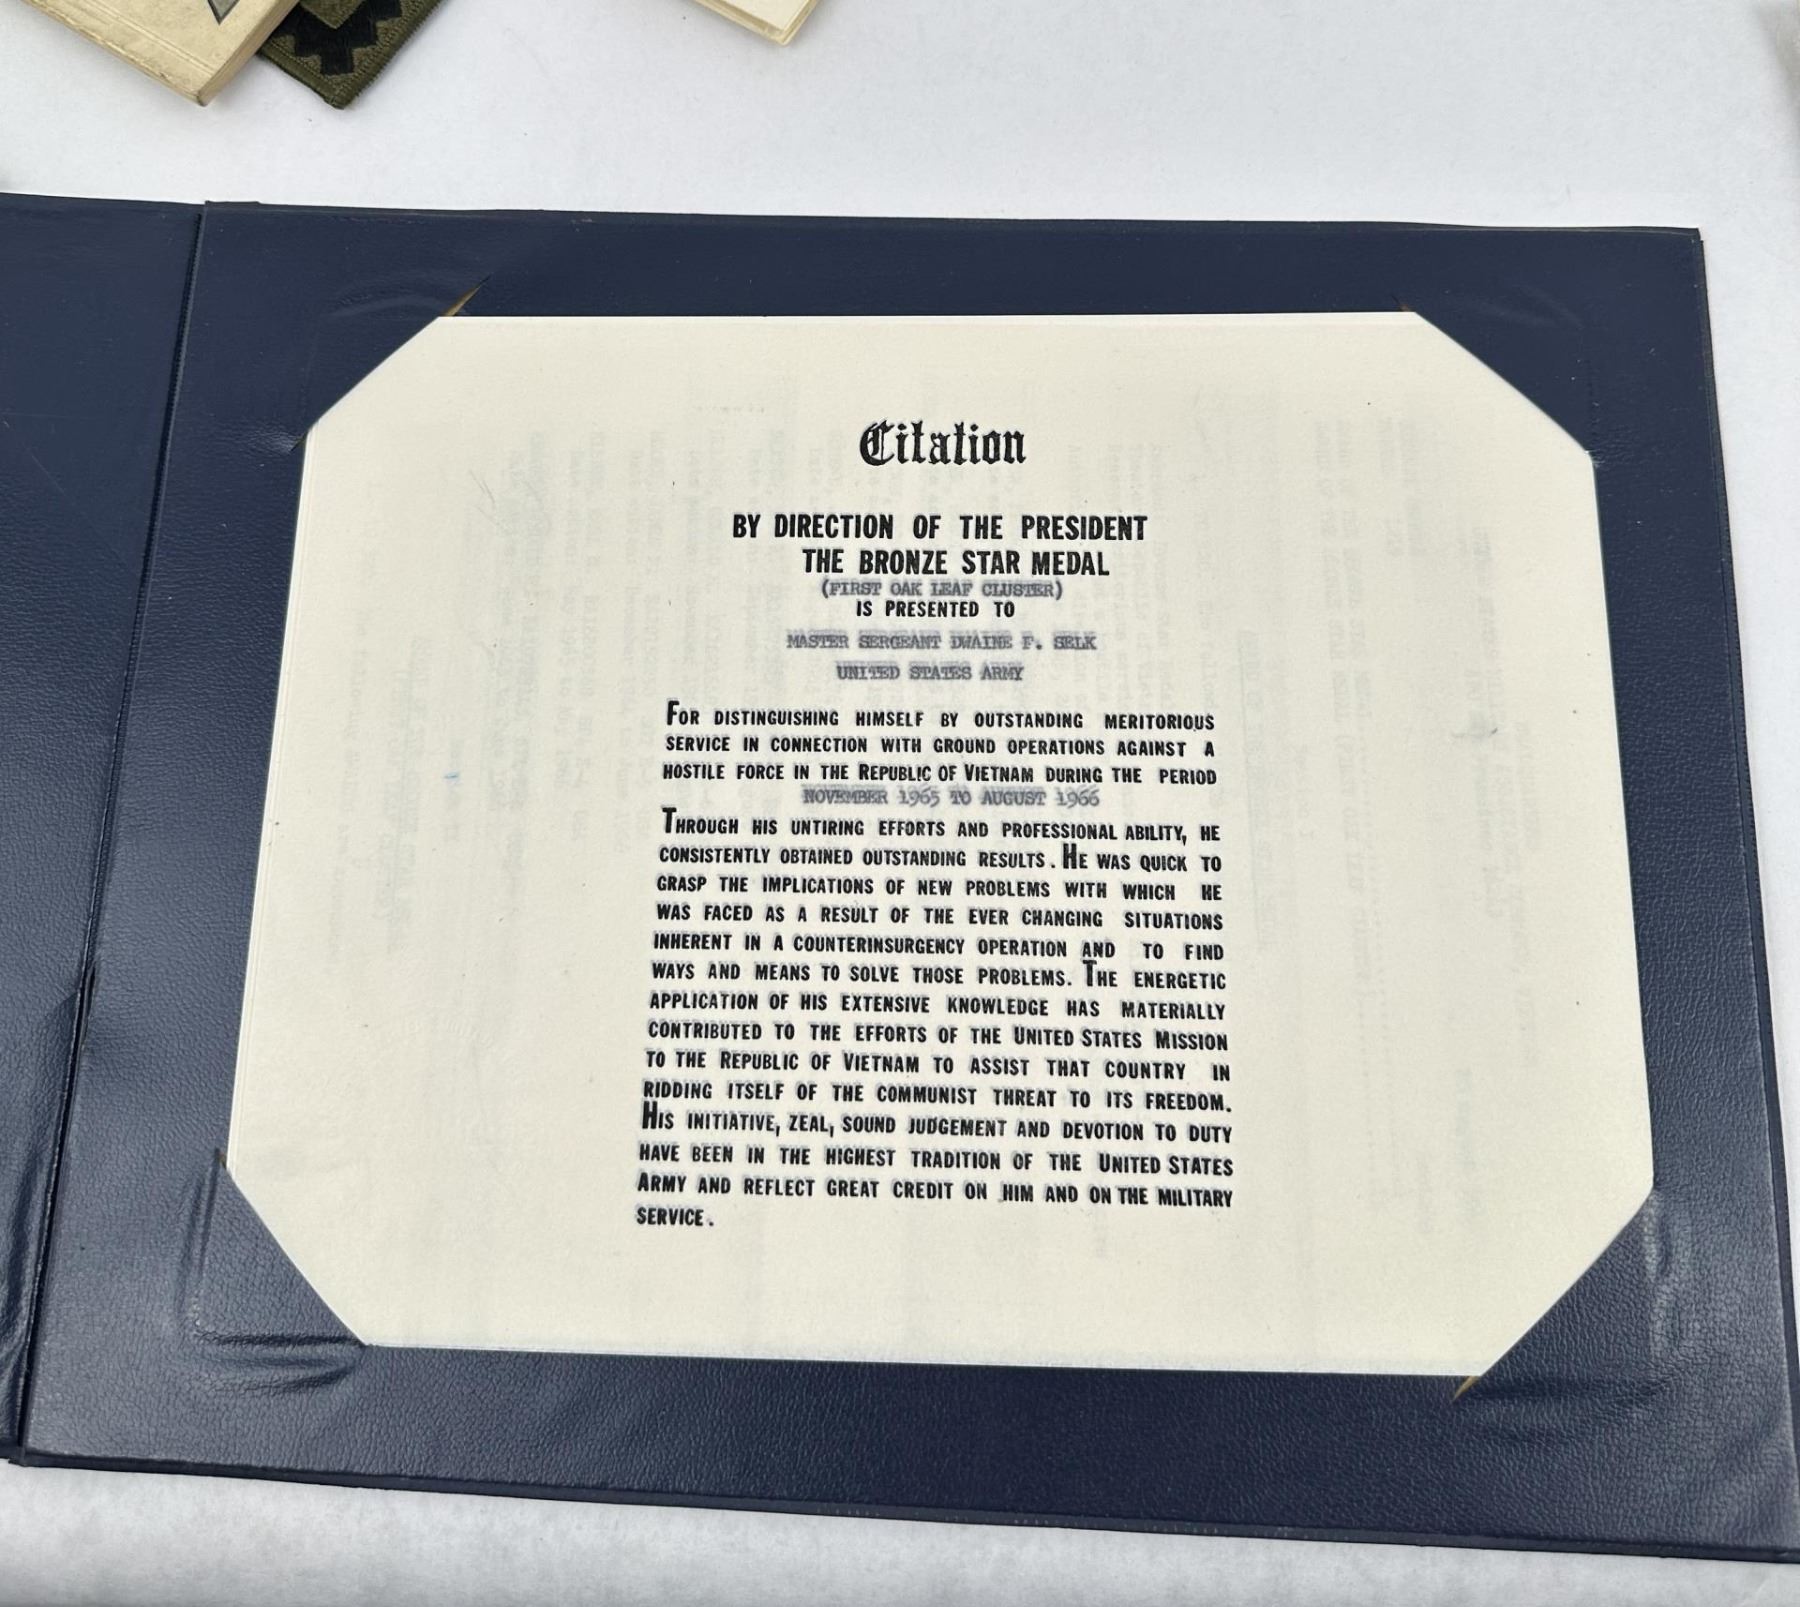 Citation
BY DIRECTION OF THE PRESIDENT
THE BRONZE STAR MEDAL
(FIRST OAK LEAF CLUSTER)
IS PRESENTED TO
MASTER SERGEANT DWAINE F. SELK
UNITED STATES ARMY
FOR DISTINGUISHING HIMSELF BY OUTSTANDING MERITORIOUS
SERVICE IN CONNECTION WITH GROUND OPERATIONS AGAINST A
HOSTILE FORCE IN THE REPUBLIC OF VIETNAM DURING THE PERIOD
NOVEMBER 1965 TO AUGUST 1966
THROUGH HIS UNTIRING EFFORTS AND PROFESSIONAL ABILITY, HE
CONSISTENTLY OBTAINED OUTSTANDING RESULTS. HE WAS QUICK TO
GRASP THE IMPLICATIONS OF NEW PROBLEMS WITH WHICH HE
WAS FACED AS A RESULT OF THE EVER CHANGING SITUATIONS
INHERENT IN A COUNTERINSURGENCY OPERATION AND TO FIND
WAYS AND MEANS TO SOLVE THOSE PROBLEMS. THE ENERGETIC
APPLICATION OF HIS EXTENSIVE KNOWLEDGE HAS MATERIALLY
CONTRIBUTED TO THE EFFORTS OF THE UNITED STATES MISSION
TO THE REPUBLIC OF VIETNAM TO ASSIST THAT COUNTRY IN
RIDDING ITSELF OF THE COMMUNIST THREAT TO ITS FREEDOM.
HIS INITIATIVE, ZEAL, SOUND JUDGEMENT AND DEVOTION TO DUTY
HAVE BEEN IN THE HIGHEST TRADITION OF THE UNITED STATES
ARMY AND REFLECT GREAT CREDIT ON HIM AND ON THE MILITARY
SERVICE.